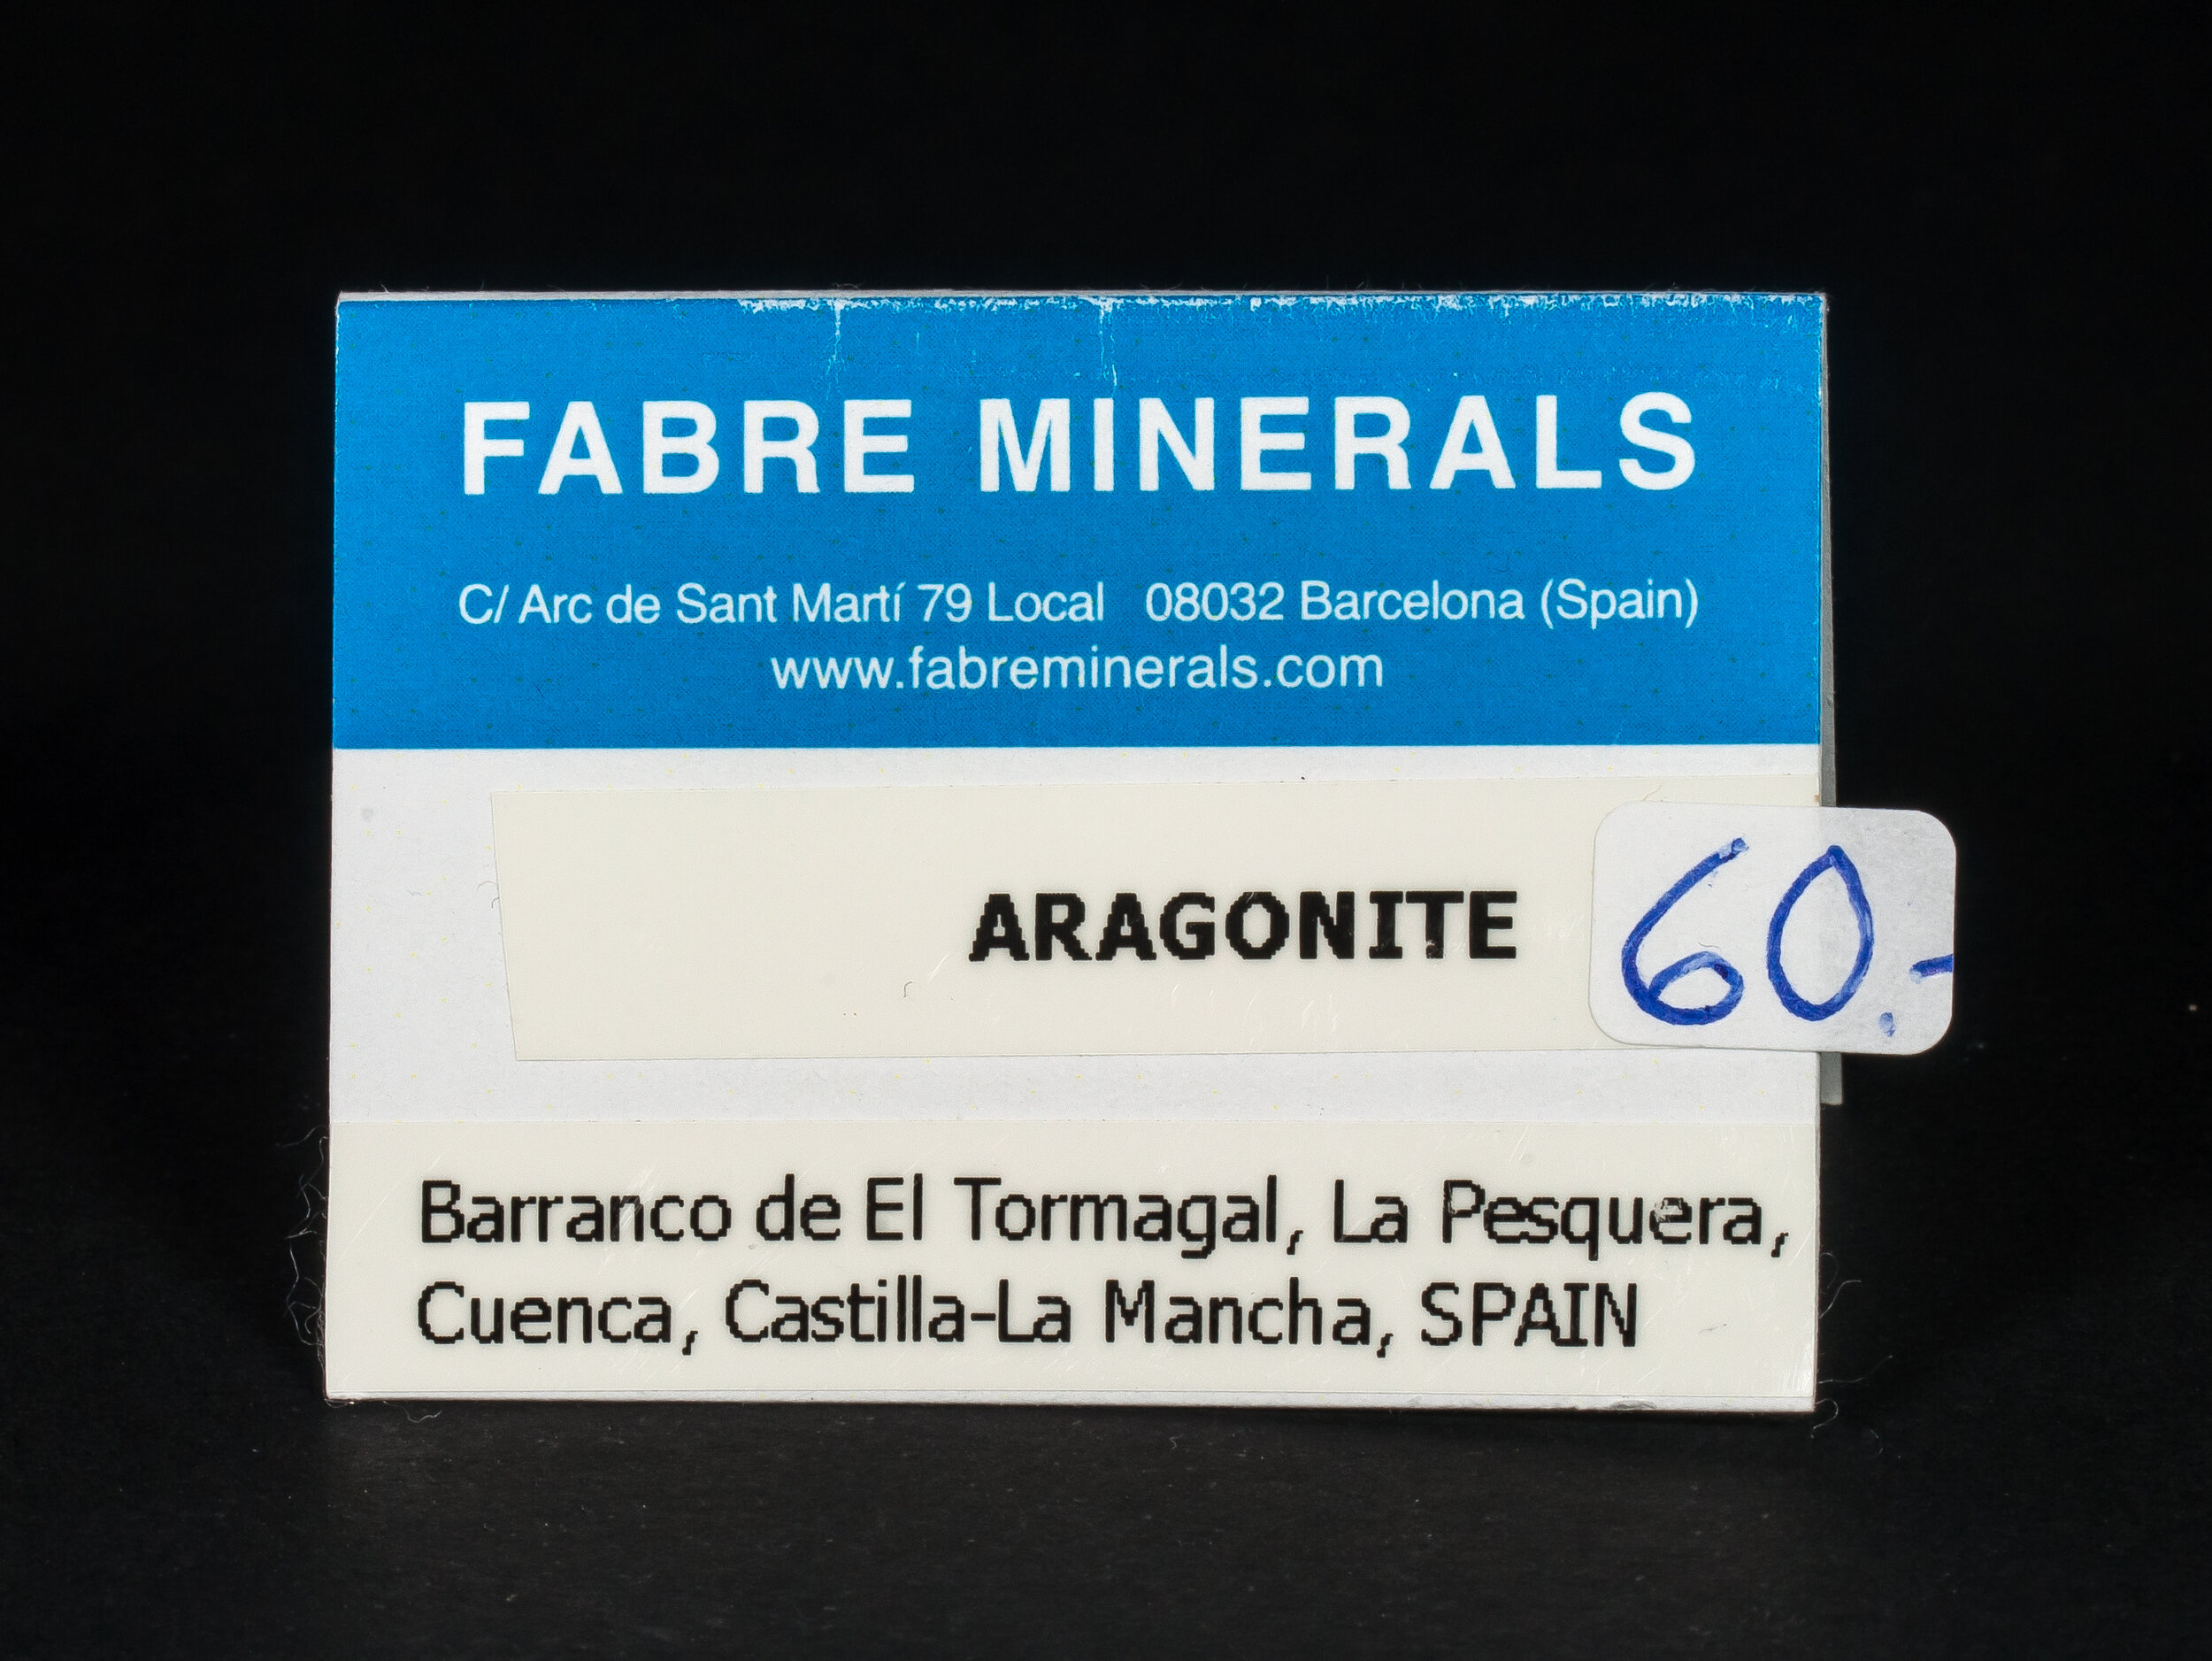 FABRE MINERALS
C/ Arc de Sant Martí 79 Local 08032 Barcelona (Spain)
www.fabreminerals.com
ARAGONITE
60.-
Barranco de El Tormagal, La Pesquera,
Cuenca, Castilla-La Mancha, SPAIN